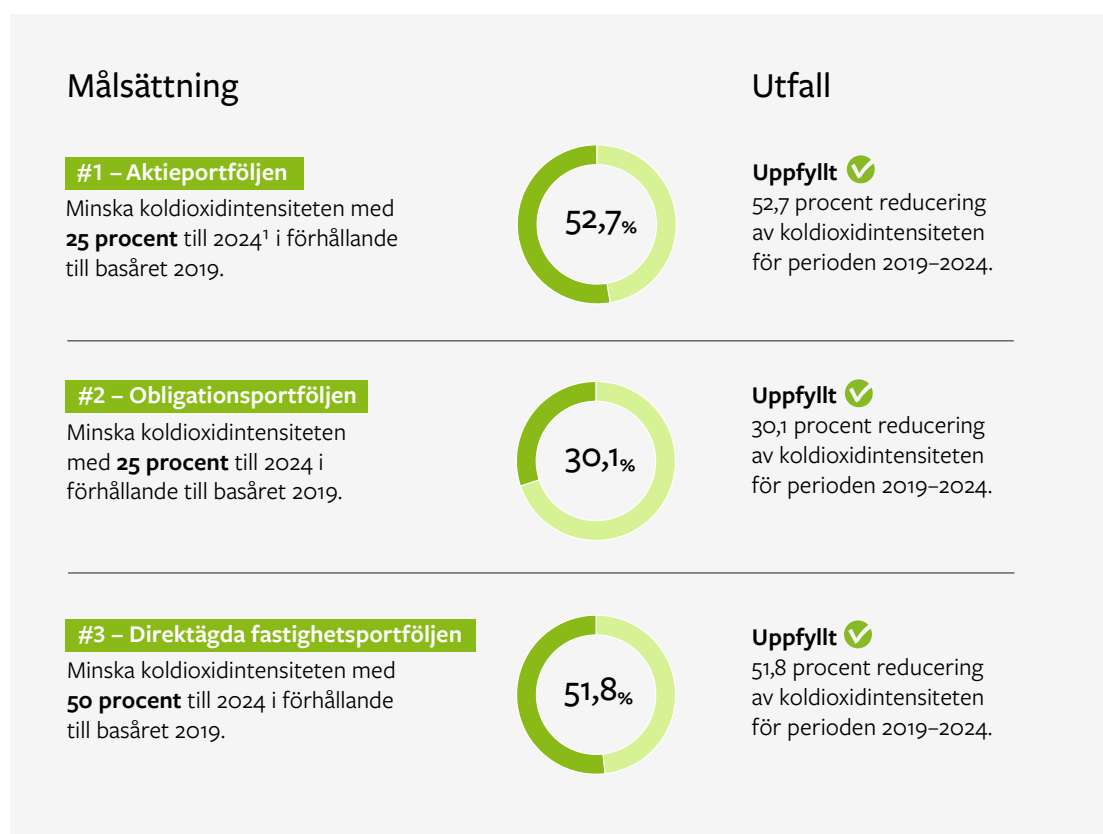 Målsättning
Utfall
#1 – Aktieportföljen
Minska koldioxidintensiteten med
25 procent till 2024¹ i förhållande
till basåret 2019.
52,7%
Uppfyllt
52,7 procent reducering
av koldioxidintensiteten
för perioden 2019–2024.
#2 – Obligationsportföljen
Minska koldioxidintensiteten
med 25 procent till 2024 i
förhållande till basåret 2019.
30,1%
Uppfyllt
30,1 procent reducering
av koldioxidintensiteten
för perioden 2019–2024.
#3 – Direktägda fastighetsportföljen
Minska koldioxidintensiteten med
50 procent till 2024 i förhållande
till basåret 2019.
51,8%
Uppfyllt
51,8 procent reducering
av koldioxidintensiteten
för perioden 2019–2024.